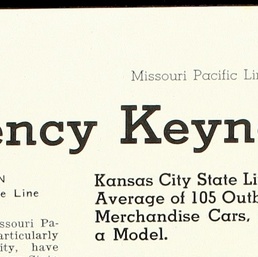 Missouri Pacific Li
ency Keyn
N
e Line
Kansas City State Li
Average of 105 Outb
Merchandise Cars,
a Model.
ssouri Pa-
articularly
ity, have